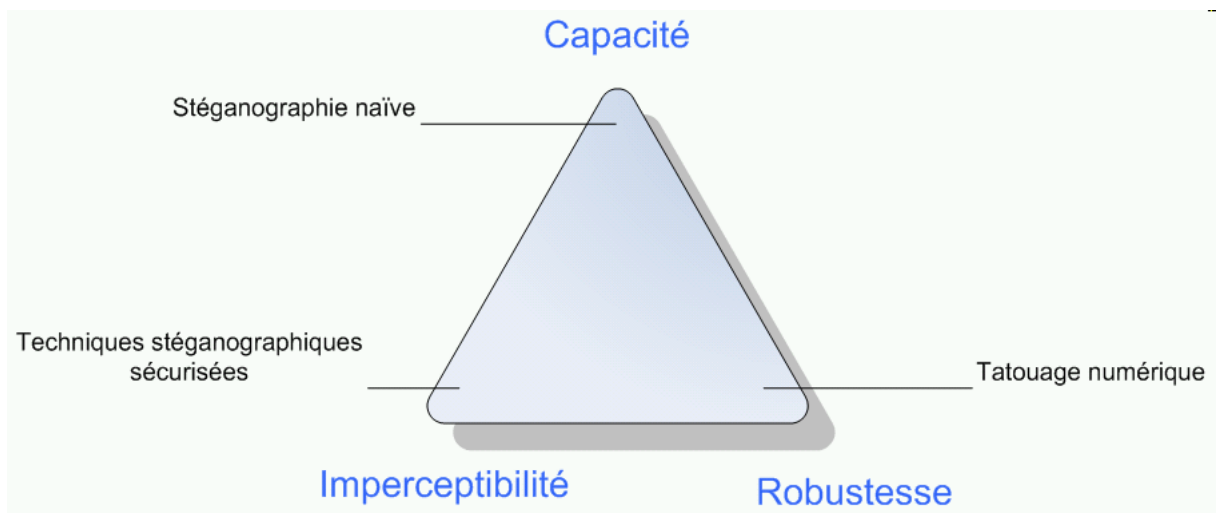 Capacité
Stéganographie naïve
Techniques stéganographiques
sécurisées
Tatouage numérique
Imperceptibilité
Robustesse